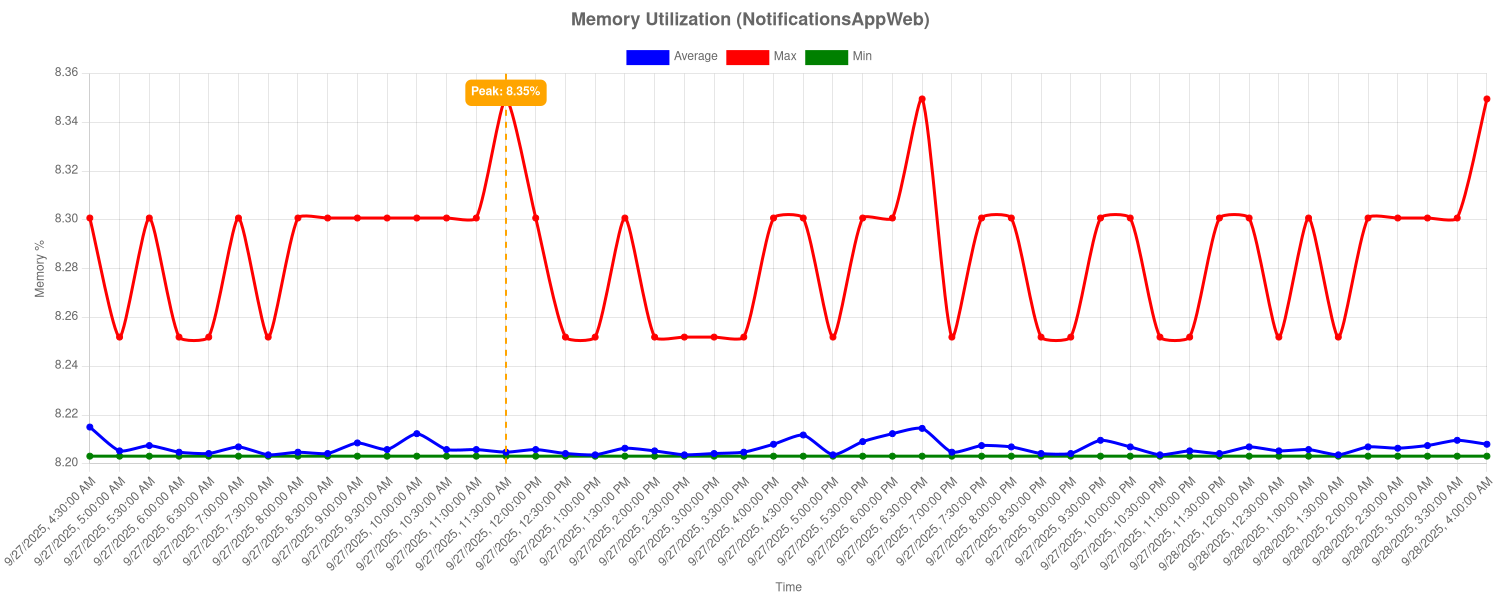 Memory Utilization (NotificationsAppWeb)
Average Max Min
Peak: 8.35%
8.36
8.34
8.32
8.30
8.28
8.26
8.24
8.22
8.20
Memory %
9/27/2025, 4:30:00 AM
9/27/2025, 5:00:00 AM
9/27/2025, 5:30:00 AM
9/27/2025, 6:00:00 AM
9/27/2025, 6:30:00 AM
9/27/2025, 7:00:00 AM
9/27/2025, 7:30:00 AM
9/27/2025, 8:00:00 AM
9/27/2025, 8:30:00 AM
9/27/2025, 9:00:00 AM
9/27/2025, 9:30:00 AM
9/27/2025, 10:00:00 AM
9/27/2025, 10:30:00 AM
9/27/2025, 11:00:00 AM
9/27/2025, 11:30:00 AM
9/27/2025, 12:00:00 PM
9/27/2025, 12:30:00 PM
9/27/2025, 1:00:00 PM
9/27/2025, 1:30:00 PM
9/27/2025, 2:00:00 PM
9/27/2025, 2:30:00 PM
9/27/2025, 3:00:00 PM
9/27/2025, 3:30:00 PM
9/27/2025, 4:00:00 PM
9/27/2025, 4:30:00 PM
9/27/2025, 5:00:00 PM
9/27/2025, 5:30:00 PM
9/27/2025, 6:00:00 PM
9/27/2025, 6:30:00 PM
9/27/2025, 7:00:00 PM
9/27/2025, 7:30:00 PM
9/27/2025, 8:00:00 PM
9/27/2025, 8:30:00 PM
9/27/2025, 9:00:00 PM
9/27/2025, 9:30:00 PM
9/27/2025, 10:00:00 PM
9/27/2025, 10:30:00 PM
9/27/2025, 11:00:00 PM
9/27/2025, 11:30:00 PM
9/28/2025, 12:00:00 AM
9/28/2025, 12:30:00 AM
9/28/2025, 1:00:00 AM
9/28/2025, 1:30:00 AM
9/28/2025, 2:00:00 AM
9/28/2025, 2:30:00 AM
9/28/2025, 3:00:00 AM
9/28/2025, 3:30:00 AM
9/28/2025, 4:00:00 AM
Time